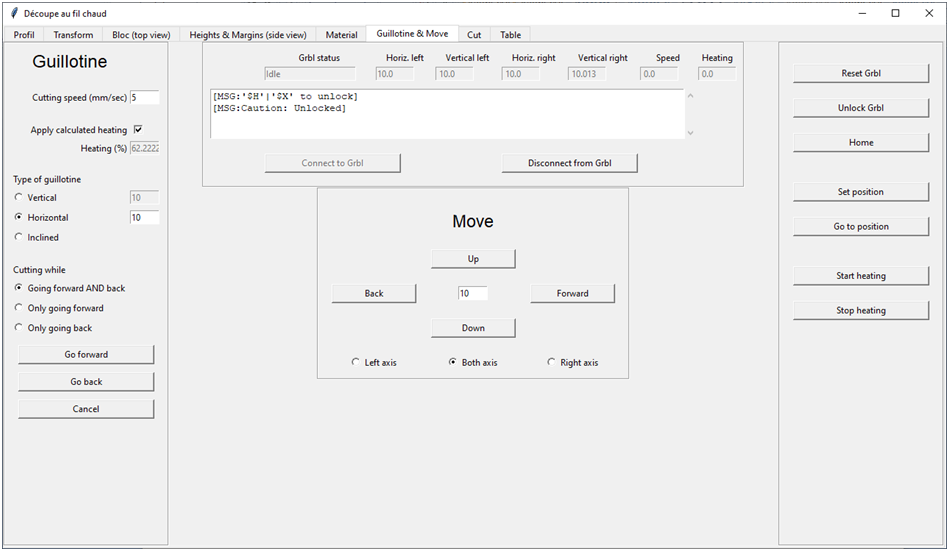 Découpe au fil chaud
Profil Transform Bloc (top view) Heights & Margins (side view) Material Guillotine & Move Cut Table
Guillotine
Cutting speed (mm/sec) 5
Apply calculated heating
Heating (%) 62.2222
Type of guillotine
Vertical 10
Horizontal 10
Inclined
Cutting while
Going forward AND back
Only going forward
Only going back
Go forward
Go back
Cancel
Grbl status Horiz. left Vertical left Horiz. right Vertical right Speed Heating
Idle 10.0 10.0 10.0 10.013 0.0 0.0
[MSG:'$H'|'$X' to unlock]
[MSG:Caution: Unlocked]
Connect to Grbl Disconnect from Grbl
Move
Up
Back 10 Forward
Down
Left axis Both axis Right axis
Reset Grbl
Unlock Grbl
Home
Set position
Go to position
Start heating
Stop heating